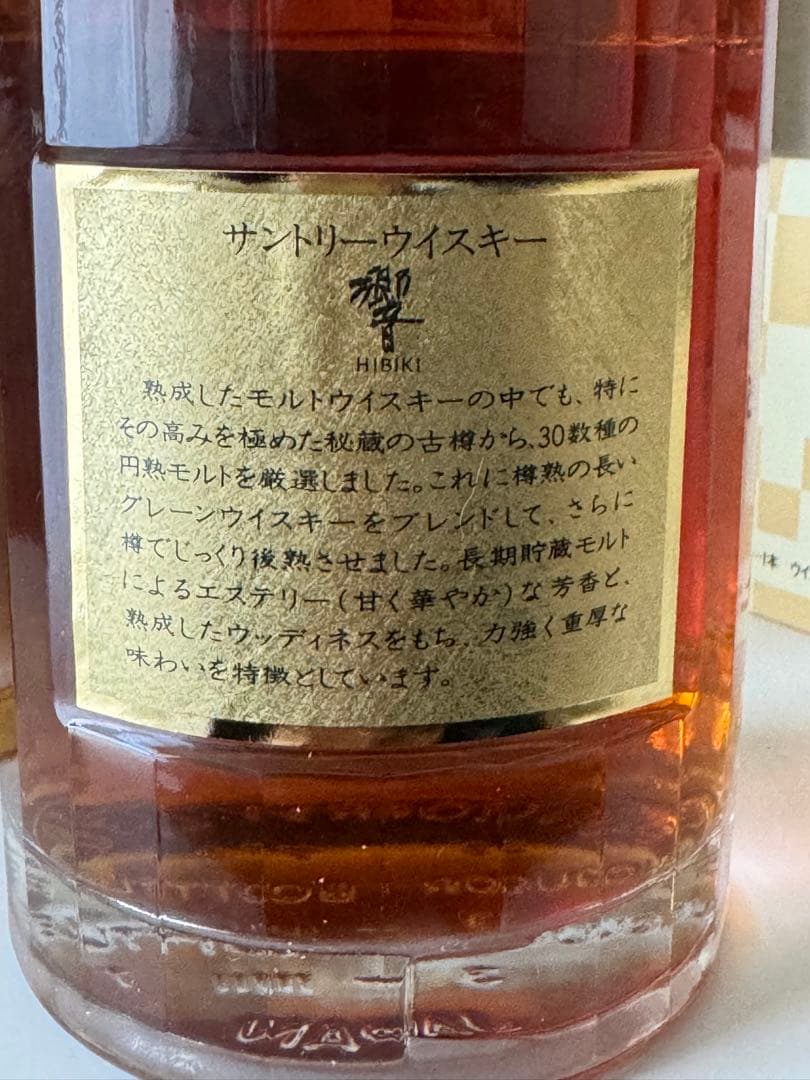 サントリーウイスキー
響
HIBIKI
熟成したモルトウイスキーの中でも、特に
その高みを極めた秘蔵の古樽から、30数種の
円熟モルトを厳選しました。これに樽熟の長い
グレーンウイスキーをブレンドして、さらに
樽でじっくり後熟させました。長期貯蔵モルト
によるエステリー(甘く華やか)な芳香と、
熟成したウッディネスをもち、力強く重厚な
味わいを特徴としています。
1本 ウイ